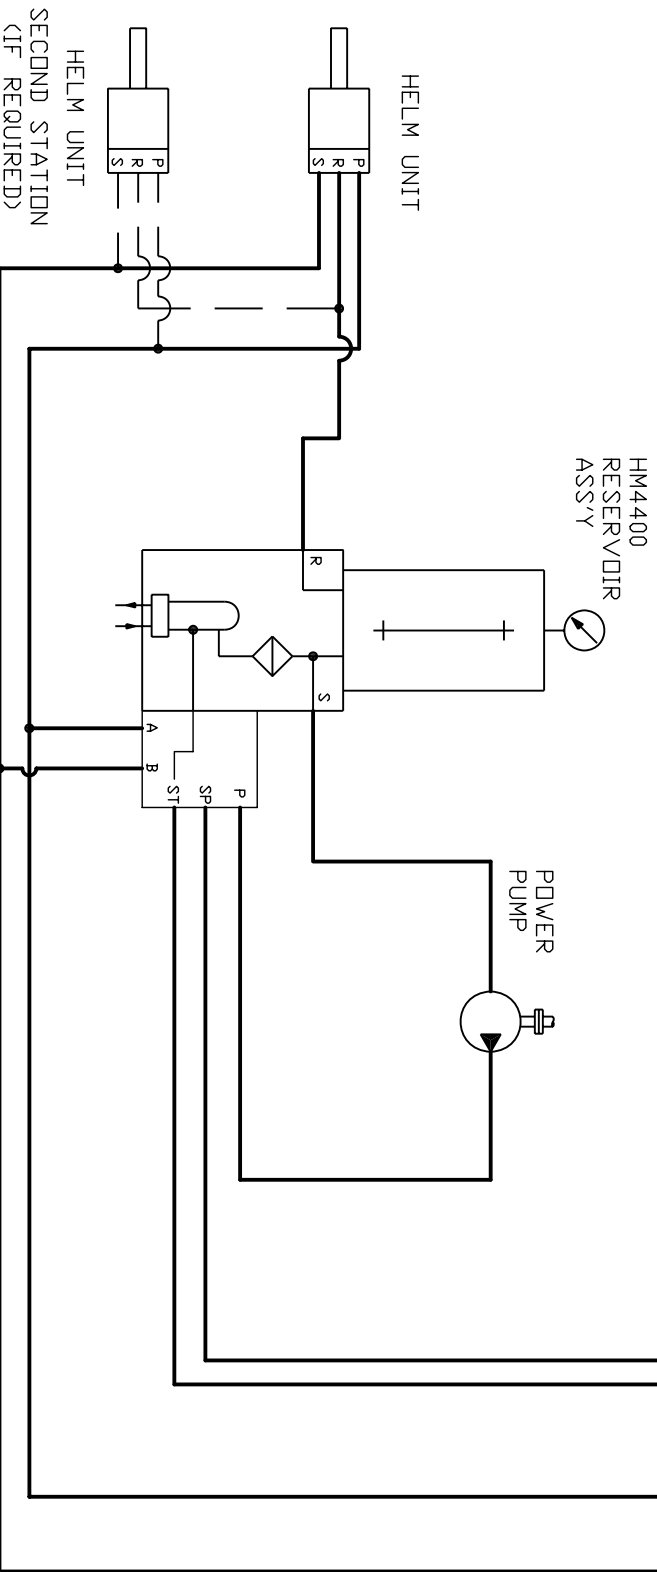 HELM UNIT
P
R
S
HELM UNIT
SECOND STATION
(IF REQUIRED)
P
R
S
HM4400
RESERVOIR
ASS'Y
R
S
A
B
P
SP
ST
POWER
PUMP